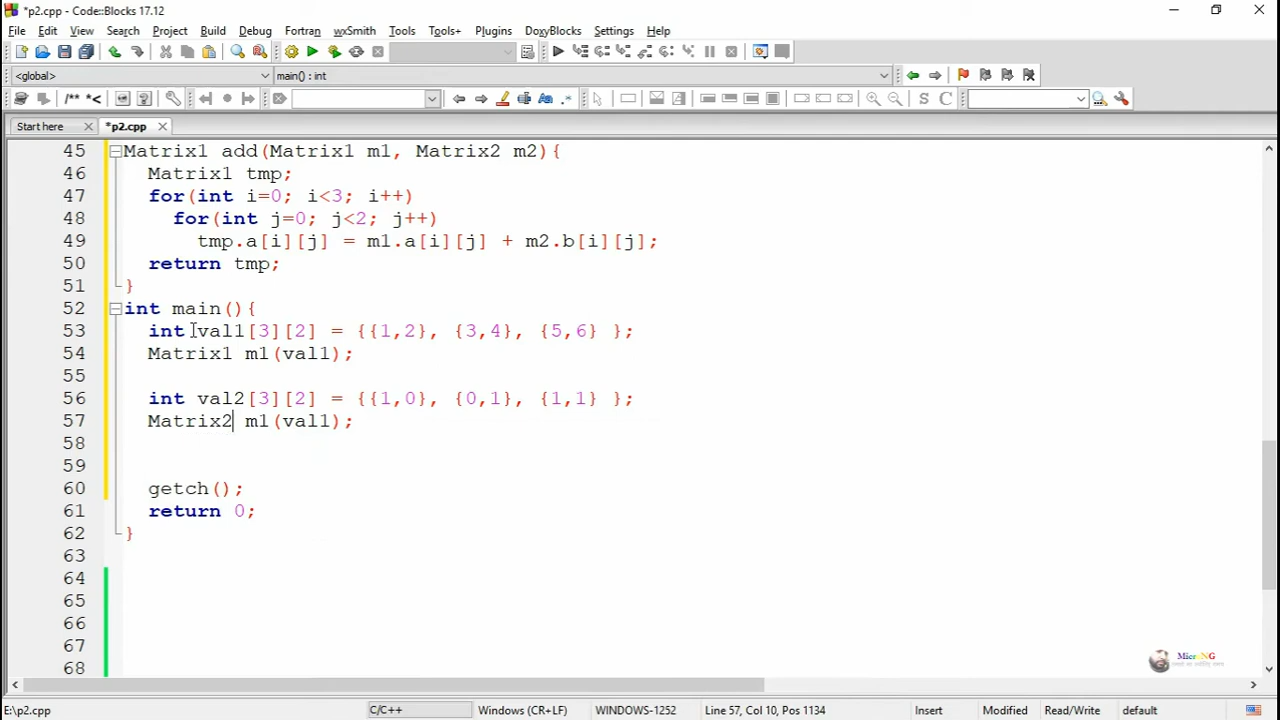 *p2.cpp - Code::Blocks 17.12
File Edit View Search Project Build Debug Fortran wxSmith Tools Tools+ Plugins DoxyBlocks Settings Help
<global> main() : int
/** *< Aa .* S C
Start here *p2.cpp
45 Matrix1 add(Matrix1 m1, Matrix2 m2){
46 Matrix1 tmp;
47 for(int i=0; i<3; i++)
48 for(int j=0; j<2; j++)
49 tmp.a[i][j] = m1.a[i][j] + m2.b[i][j];
50 return tmp;
51 }
52 int main(){
53 int val1[3][2] = {{1,2}, {3,4}, {5,6} };
54 Matrix1 m1(val1);
55
56 int val2[3][2] = {{1,0}, {0,1}, {1,1} };
57 Matrix2 m1(val1);
58
59
60 getch();
61 return 0;
62 }
63
64
65
66
67
68
MicroNG
E:\p2.cpp C/C++ Windows (CR+LF) WINDOWS-1252 Line 57, Col 10, Pos 1134 Insert Modified Read/Write default